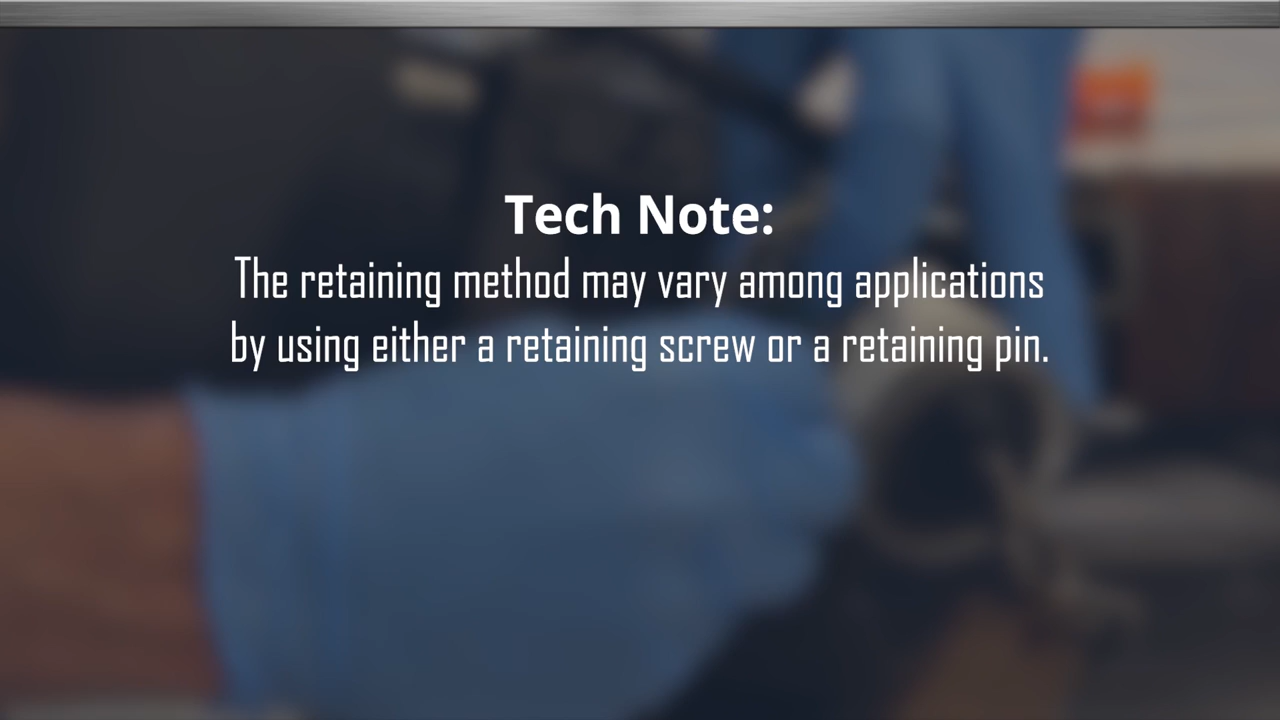 Tech Note:
The retaining method may vary among applications
by using either a retaining screw or a retaining pin.